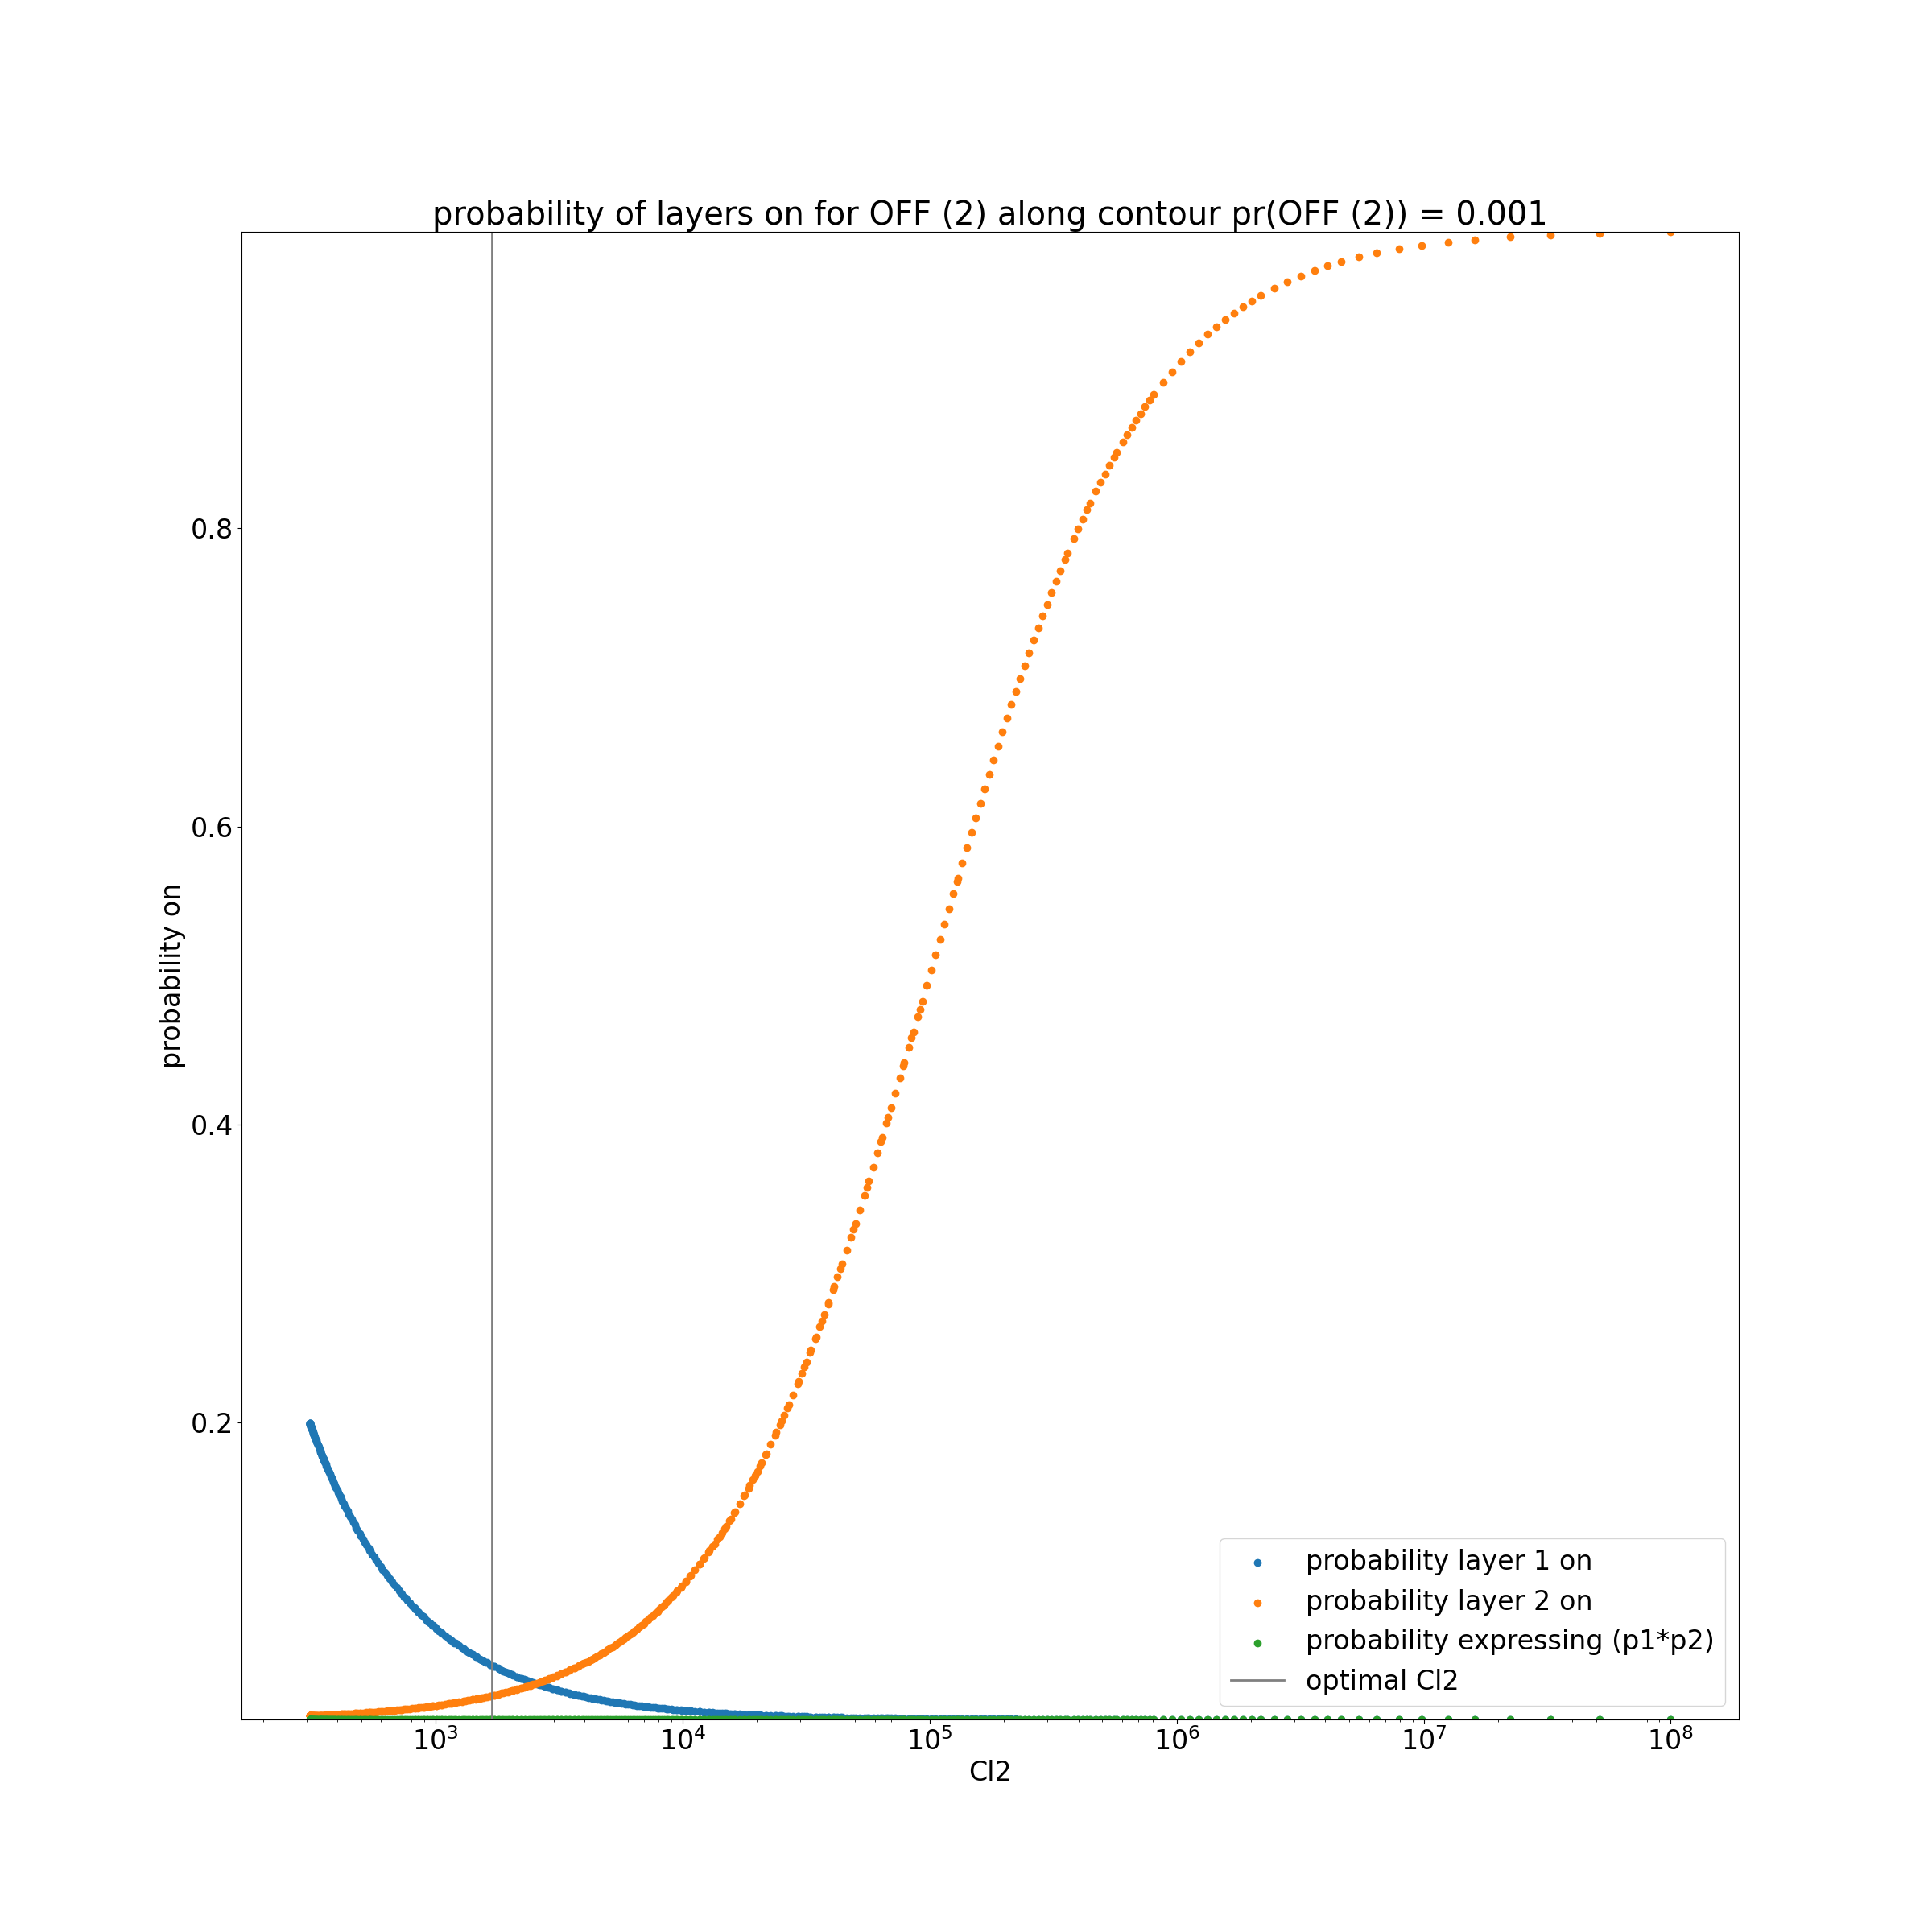 probability of layers on for OFF (2) along contour pr(OFF (2)) = 0.001
probability on
0.8
0.6
0.4
0.2
probability layer 1 on
probability layer 2 on
probability expressing (p1*p2)
optimal Cl2
10³ 10⁴ 10⁵ 10⁶ 10⁷ 10⁸
Cl2